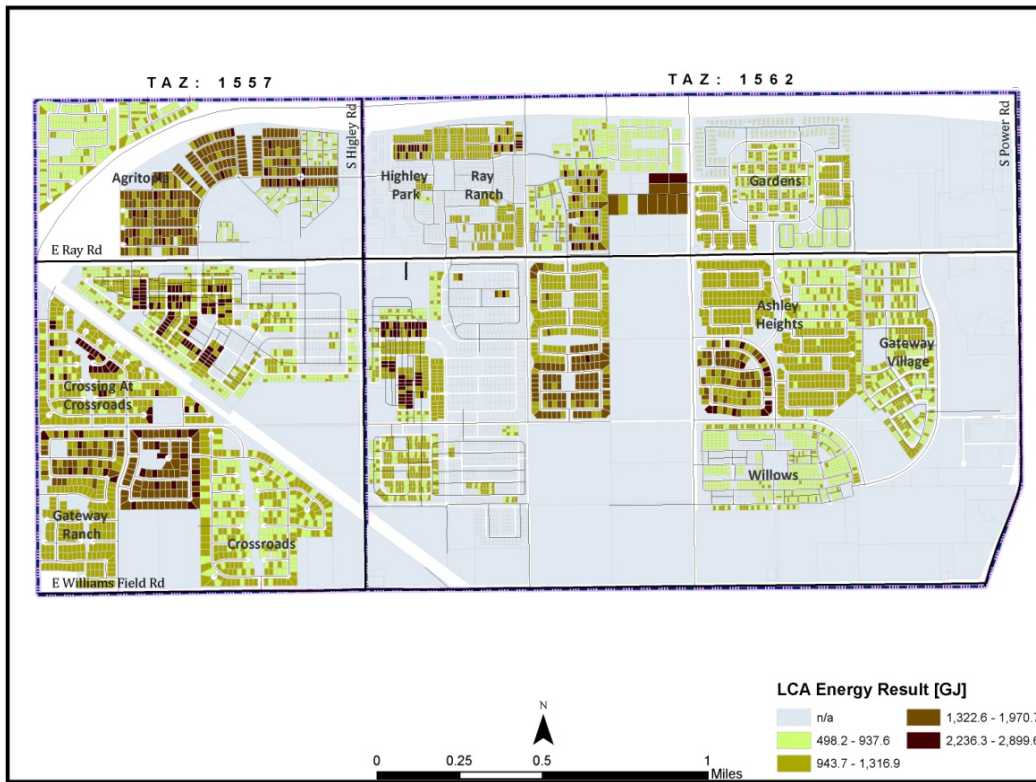 TAZ: 1557
TAZ: 1562
S Higley Rd
S Power Rd
Agritopia
Highley
Park
Ray
Ranch
Gardens
E Ray Rd
Ashley
Heights
Gateway
Village
Crossing At
Crossroads
Willows
Gateway
Ranch
Crossroads
E Williams Field Rd
LCA Energy Result [GJ]
n/a
498.2 - 937.6
943.7 - 1,316.9
1,322.6 - 1,970.7
2,236.3 - 2,899.6
N
0 0.25 0.5 1
Miles